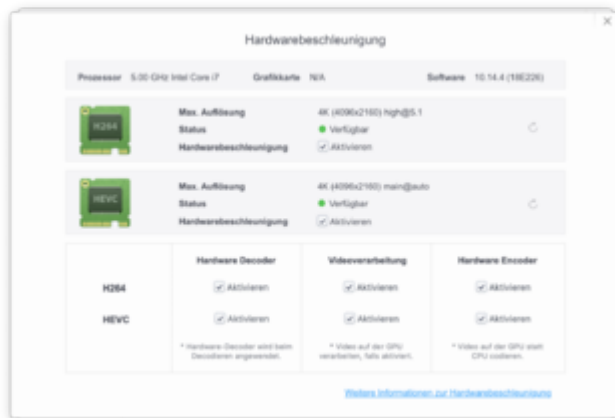 Hardwarebeschleunigung
Prozessor 5.00 GHz Intel Core i7 Grafikkarte N/A Software 10.14.4 (18E226)
H264
Max. Auflösung 4K (4096x2160) high@5.1
Status Verfügbar
Hardwarebeschleunigung Aktivieren
HEVC
Max. Auflösung 4K (4096x2160) main@auto
Status Verfügbar
Hardwarebeschleunigung Aktivieren
Hardware Decoder Videoverarbeitung Hardware Encoder
H264 Aktivieren Aktivieren Aktivieren
HEVC Aktivieren Aktivieren Aktivieren
* Hardware-Decoder wird beim * Video auf der GPU * Video auf der GPU statt
Decodieren angewendet. verarbeiten, falls aktiviert. CPU codieren.
Weitere Informationen zur Hardwarebeschleunigung